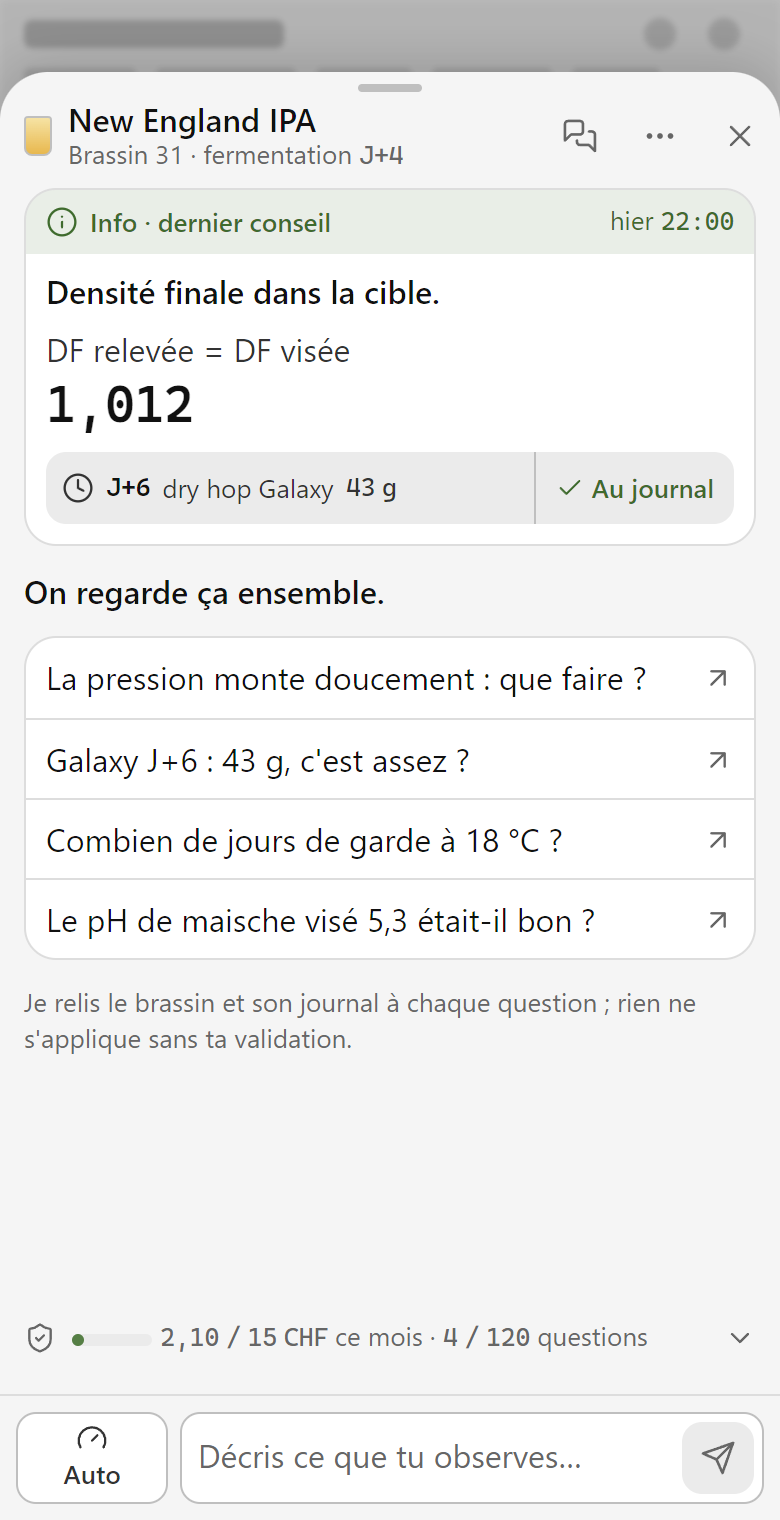 New England IPA
Brassin 31 · fermentation J+4
Info · dernier conseil
hier 22:00
Densité finale dans la cible.
DF relevée = DF visée
1,012
J+6 dry hop Galaxy 43 g
Au journal
On regarde ça ensemble.
La pression monte doucement : que faire ?
Galaxy J+6 : 43 g, c'est assez ?
Combien de jours de garde à 18 °C ?
Le pH de maische visé 5,3 était-il bon ?
Je relis le brassin et son journal à chaque question ; rien ne
s'applique sans ta validation.
2,10 / 15 CHF ce mois · 4 / 120 questions
Auto
Décris ce que tu observes…